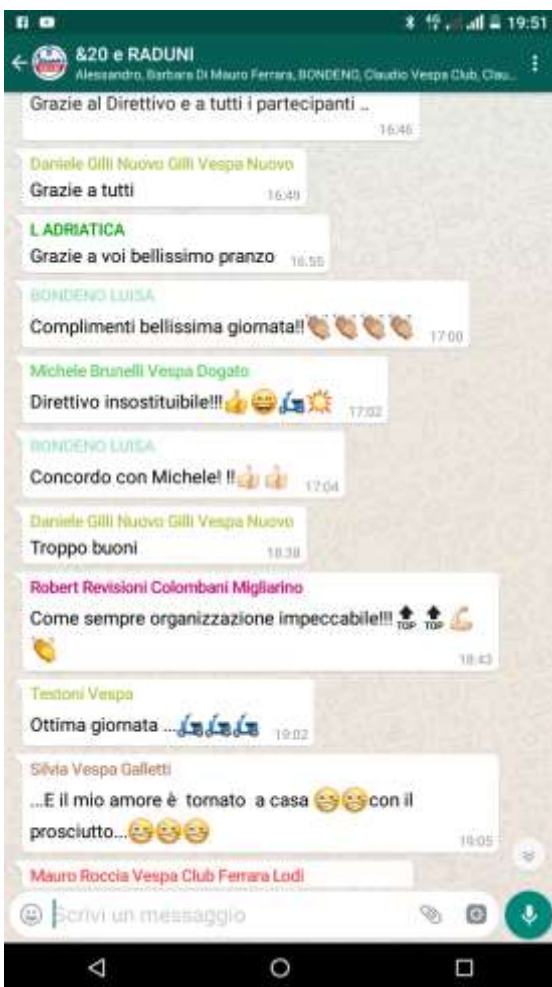 19:51
&20 e RADUNI
Alessandro, Barbara Di Mauro Ferrara, BONDENO, Claudio Vespa Club, Clau...
Grazie al Direttivo e a tutti i partecipanti ..
16:46
Daniele Gilli Nuovo Gilli Vespa Nuovo
Grazie a tutti 16:49
L ADRIATICA
Grazie a voi bellissimo pranzo 16:55
BONDENO LUISA
Complimenti bellissima giornata!!👏👏👏👏 17:00
Michele Brunelli Vespa Dogato
Direttivo insostituibile!!!👍😄🛵💥 17:02
BONDENO LUISA
Concordo con Michele! !!👍👍 17:04
Daniele Gilli Nuovo Gilli Vespa Nuovo
Troppo buoni 18:38
Robert Revisioni Colombani Migliarino
Come sempre organizzazione impeccabile!!!🔝🔝💪
👏
18:43
Testoni Vespa
Ottima giornata ...🛵🛵🛵 19:02
Silvia Vespa Galletti
...E il mio amore è tornato a casa 😁😁con il
prosciutto...😁😁😁
19:05
Mauro Roccia Vespa Club Ferrara Lodi
Scrivi un messaggio